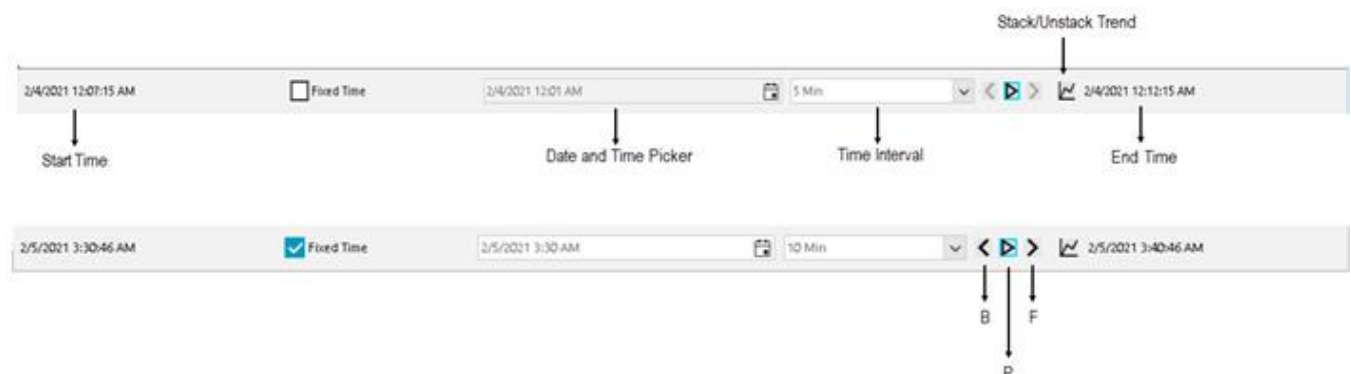 Stack/Unstack Trend
2/4/2021 12:07:15 AM Fixed Time 2/4/2021 12:01 AM 5 Min 2/4/2021 12:12:15 AM
Start Time Date and Time Picker Time Interval End Time
2/5/2021 3:30:46 AM Fixed Time 2/5/2021 3:30 AM 10 Min 2/5/2021 3:40:46 AM
B F
P